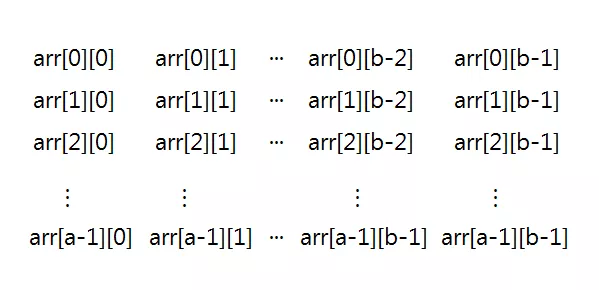 arr[0][0] arr[0][1] ··· arr[0][b-2] arr[0][b-1]
arr[1][0] arr[1][1] ··· arr[1][b-2] arr[1][b-1]
arr[2][0] arr[2][1] ··· arr[2][b-2] arr[2][b-1]
⋮ ⋮ ⋮ ⋮
arr[a-1][0] arr[a-1][1] ··· arr[a-1][b-1] arr[a-1][b-1]